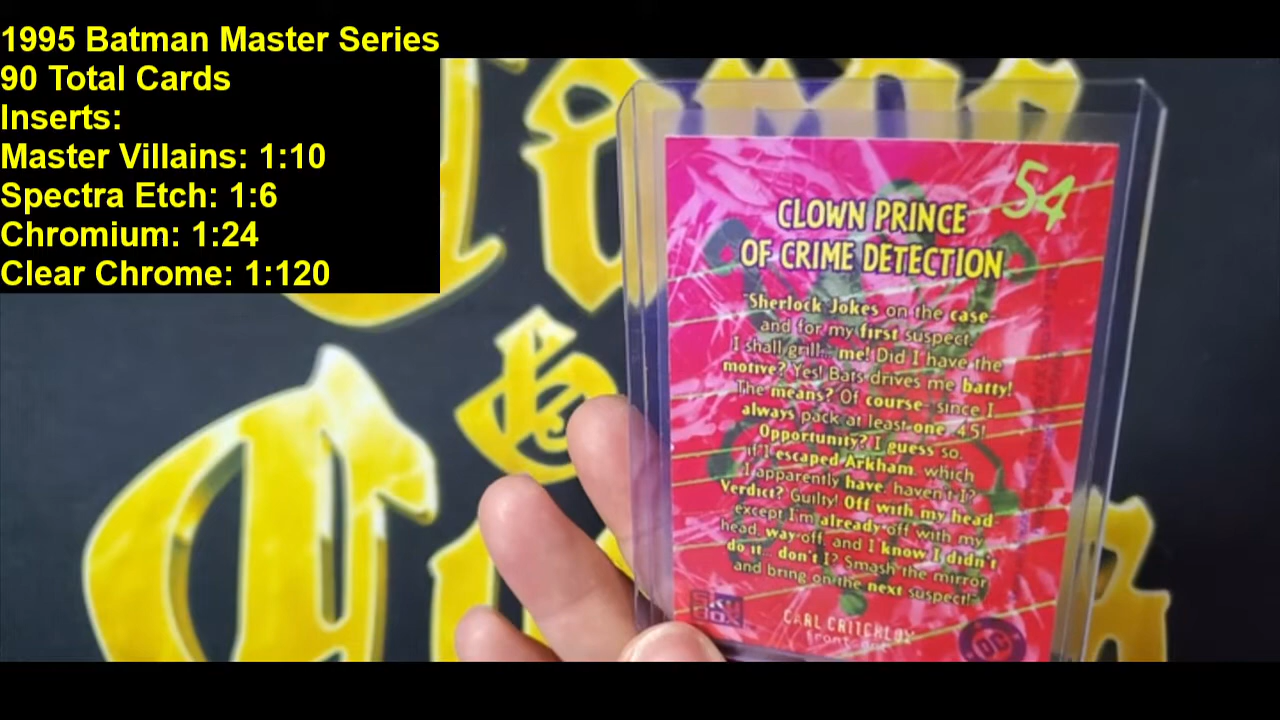 1995 Batman Master Series
90 Total Cards
Inserts:
Master Villains: 1:10
Spectra Etch: 1:6
Chromium: 1:24
Clear Chrome: 1:120
54
CLOWN PRINCE
OF CRIME DETECTION
"Sherlock Jokes on the case-
and for my first suspect,
I shall grill... me! Did I have the
motive? Yes! Bats drives me batty!
The means? Of course- since I
always pack at least one .45!
Opportunity? I guess so,
if I escaped Arkham, which
I apparently have, haven't I?
Verdict? Guilty! Off with my head-
except I'm already off with my
head, way off, and I know I didn't
do it... don't I? Smash the mirror
and bring on the next suspect!"
SKY
BOX
CARL CRITCHLOW
front art
DC